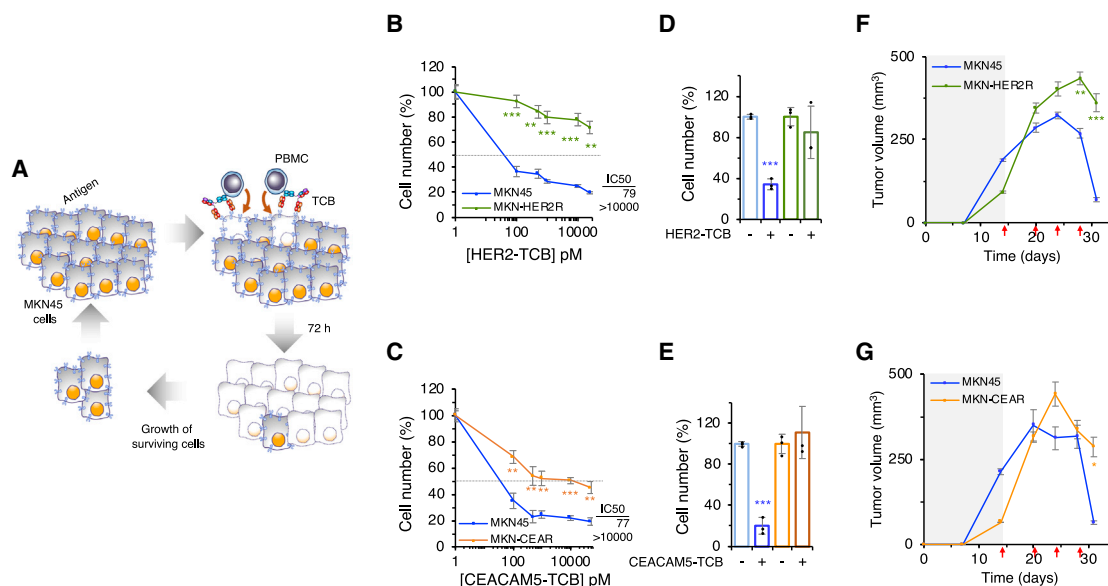 A
Antigen
PBMC
TCB
MKN45
cells
72 h
Growth of
surviving cells
B
Cell number (%)
120
100
80
60
40
20
0
1
100
10000
MKN45
MKN-HER2R
IC50
79
>10000
***
**
***
***
**
[HER2-TCB] pM
C
Cell number (%)
120
100
80
60
40
20
0
1
100
10000
MKN45
MKN-CEAR
IC50
77
>10000
**
**
**
***
**
[CEACAM5-TCB] pM
D
Cell number (%)
120
80
40
0
***
HER2-TCB - + - +
E
Cell number (%)
120
80
40
0
***
CEACAM5-TCB - + - +
F
Tumor volume (mm³)
500
250
0
MKN45
MKN-HER2R
**
***
0 10 20 30
Time (days)
G
Tumor volume (mm³)
500
250
0
MKN45
MKN-CEAR
*
0 10 20 30
Time (days)